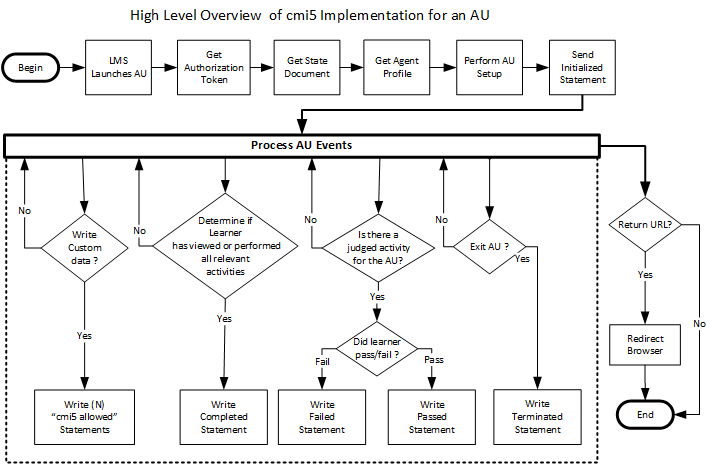 High Level Overview of cmi5 Implementation for an AU
Begin
LMS
Launches AU
Get
Authorization
Token
Get State
Document
Get Agent
Profile
Perform AU
Setup
Send
Initialized
Statement
Process AU Events
No
Write
Custom
data ?
Yes
Write (N)
“cmi5 allowed”
Statements
No
Determine if
Learner
has viewed or performed
all relevant
activities
Yes
Write
Completed
Statement
No
Is there a
judged activity
for the AU?
Yes
Did learner
pass/fail ?
Fail
Pass
Write
Failed
Statement
Write
Passed
Statement
No
Exit AU ?
Yes
Write
Terminated
Statement
Return URL?
Yes
No
Redirect
Browser
End